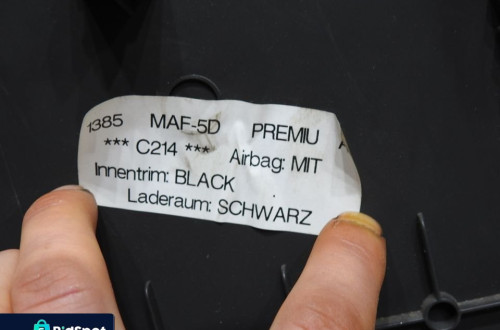 1385 MAF-5D PREMIU
*** C214 *** Airbag: MIT
Innentrim: BLACK
Laderaum: SCHWARZ